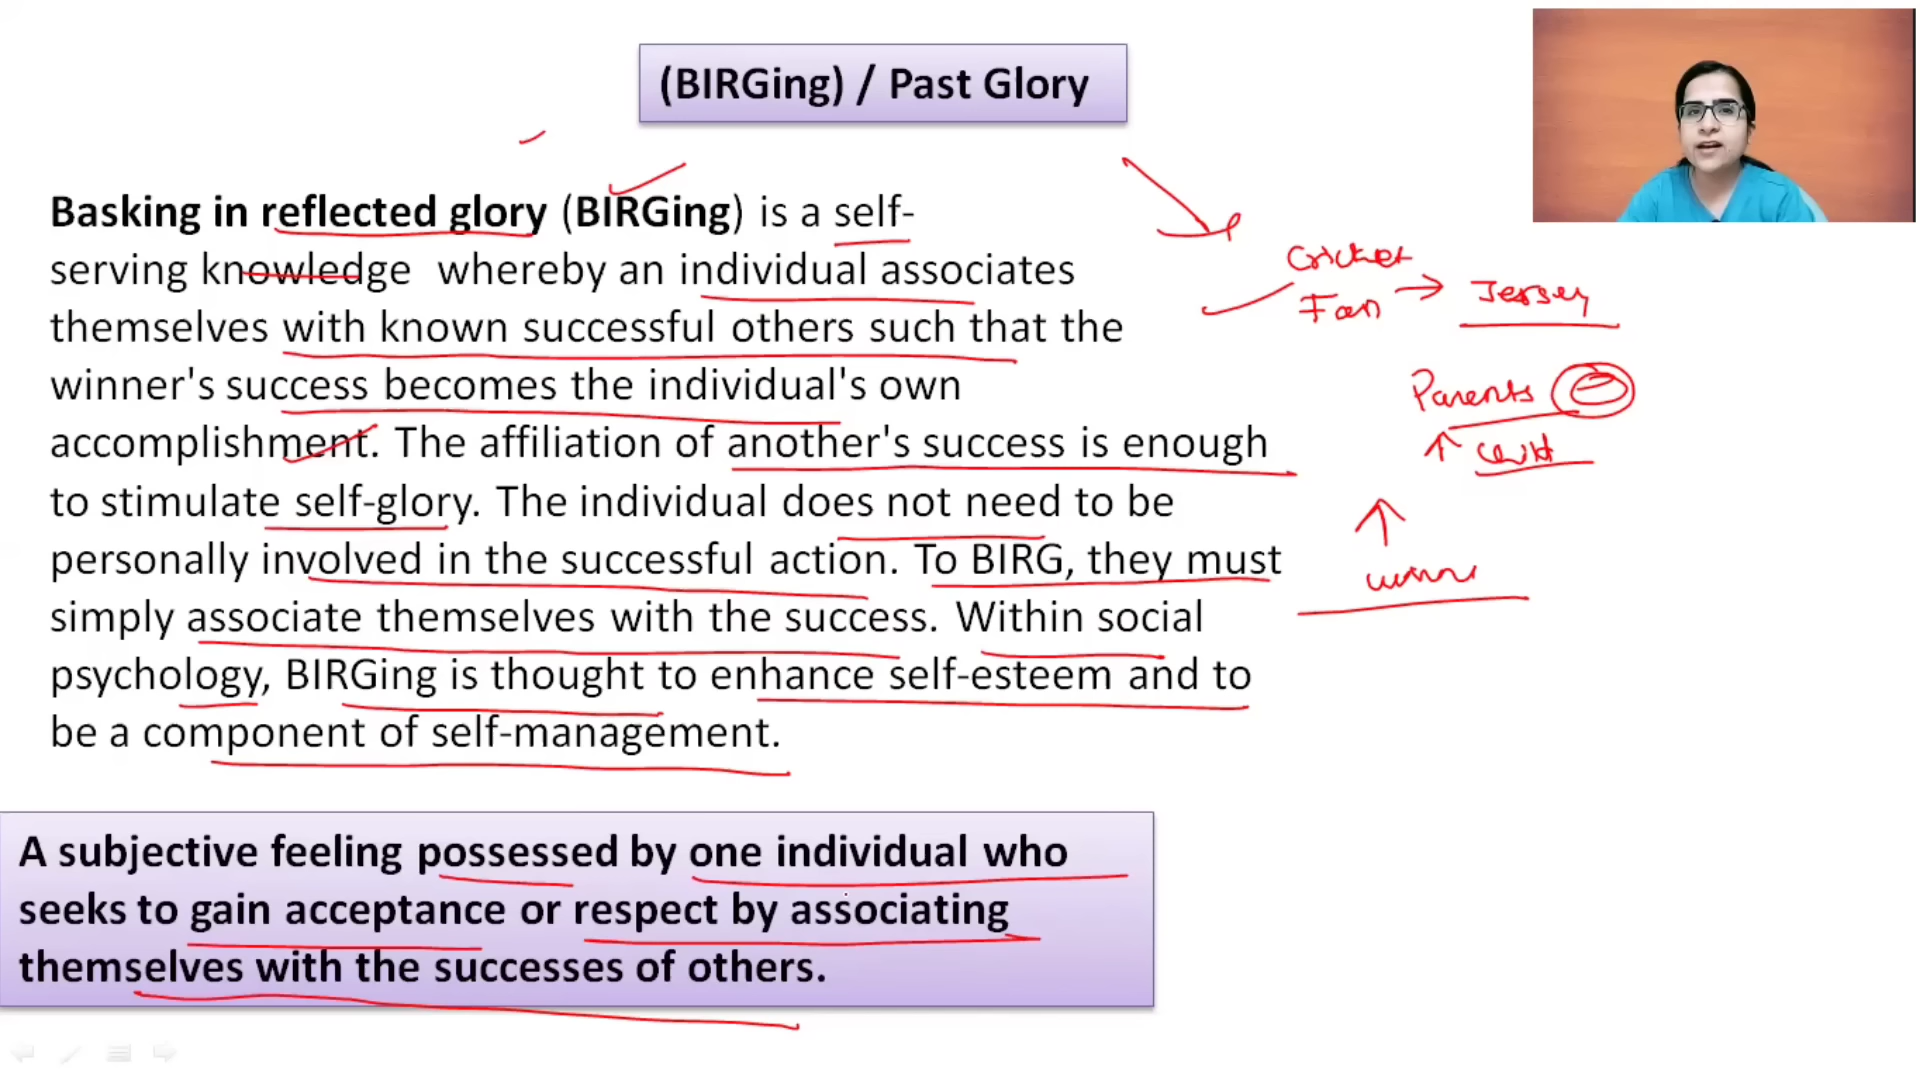 (BIRGing) / Past Glory
Basking in reflected glory (BIRGing) is a self-
serving knowledge whereby an individual associates
themselves with known successful others such that the
winner's success becomes the individual's own
accomplishment. The affiliation of another's success is enough
to stimulate self-glory. The individual does not need to be
personally involved in the successful action. To BIRG, they must
simply associate themselves with the success. Within social
psychology, BIRGing is thought to enhance self-esteem and to
be a component of self-management.
Cricket
Fan → Jersey
Parents
↑ child
↑
A subjective feeling possessed by one individual who
seeks to gain acceptance or respect by associating
themselves with the successes of others.